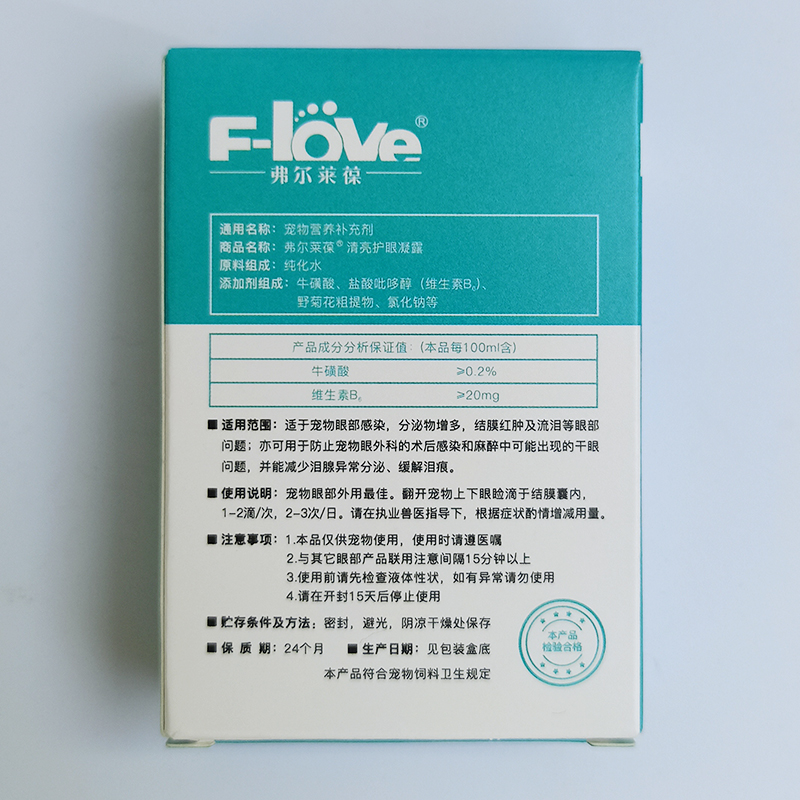 F-love®
弗尔莱葆
通用名称：宠物营养补充剂
商品名称：弗尔莱葆®清亮护眼凝露
原料组成：纯化水
添加剂组成：牛磺酸、盐酸吡哆醇（维生素B₆）、
野菊花粗提物、氯化钠等
产品成分分析保证值：（本品每100ml含）
牛磺酸 ≥0.2%
维生素B₆ ≥20mg
■适用范围：适于宠物眼部感染，分泌物增多，结膜红肿及流泪等眼部
问题；亦可用于防止宠物眼外科的术后感染和麻醉中可能出现的干眼
问题，并能减少泪腺异常分泌、缓解泪痕。
■使用说明：宠物眼部外用最佳。翻开宠物上下眼睑滴于结膜囊内，
1-2滴/次，2-3次/日。请在执业兽医指导下，根据症状酌情增减用量。
■注意事项：1.本品仅供宠物使用，使用时请遵医嘱
2.与其它眼部产品联用注意间隔15分钟以上
3.使用前请先检查液体性状，如有异常请勿使用
4.请在开封15天后停止使用
■贮存条件及方法：密封，避光，阴凉干燥处保存
■保 质 期：24个月 ■生产日期：见包装盒底
本产品符合宠物饲料卫生规定
本产品
检验合格